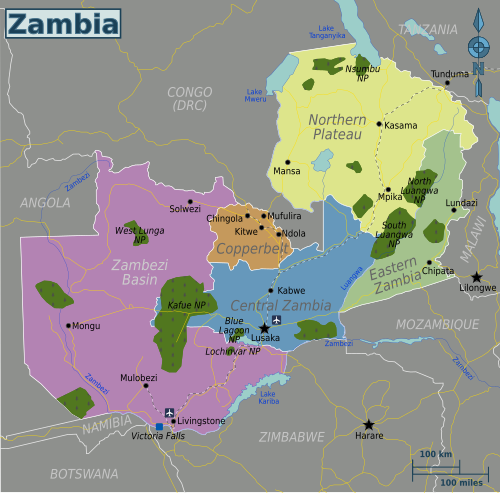 Zambia
Lake
Tanganyika
TANZANIA
N
Nsumbu
NP
Tunduma
CONGO
(DRC)
Lake
Mweru
Northern
Plateau
Kasama
Mansa
Zambezi
ANGOLA
Solwezi
Mpika
North
Luangwa
NP
Lundazi
Chingola
Mufulira
Kitwe
Ndola
West Lunga
NP
South
Luangwa
NP
MALAWI
Copperbelt
Zambezi
Basin
Luangwa
Eastern
Zambia
Chipata
Lilongwe
Kabwe
Kafue NP
Central Zambia
Mongu
Blue
Lagoon
NP
Lusaka
MOZAMBIQUE
Zambezi
Lochinvar NP
Zambezi
Mulobezi
Zambezi
Lake
Kariba
Livingstone
NAMIBIA
Victoria Falls
ZIMBABWE
Harare
BOTSWANA
100 km
100 miles